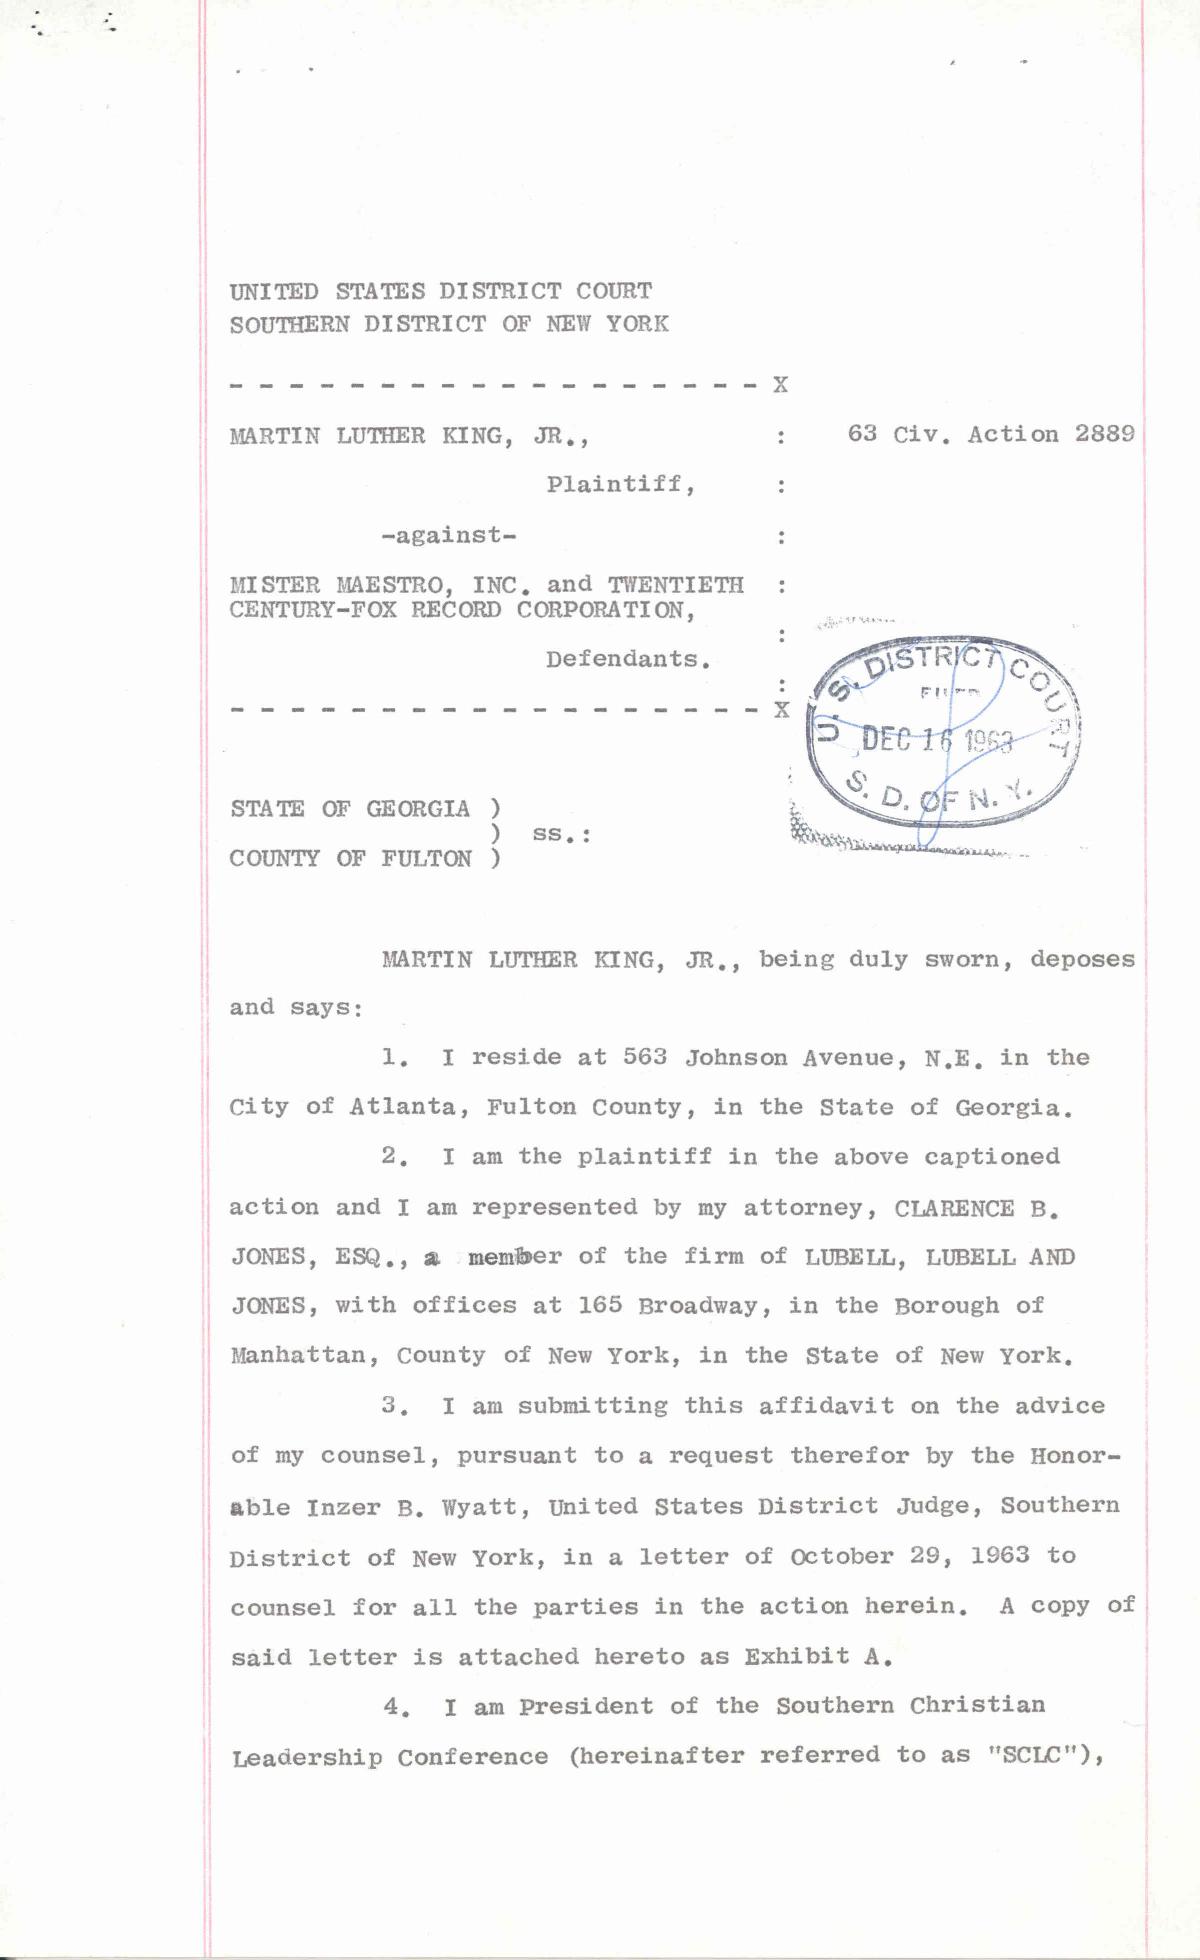 UNITED STATES DISTRICT COURT
SOUTHERN DISTRICT OF NEW YORK
- - - - - - - - - - - - - - - - - - X
MARTIN LUTHER KING, JR., : 63 Civ. Action 2889
Plaintiff, :
-against- :
MISTER MAESTRO, INC. and TWENTIETH :
CENTURY-FOX RECORD CORPORATION,
:
Defendants.
:
- - - - - - - - - - - - - - - - - - X
U. S. DISTRICT COURT
FILED
DEC 16 1963
S. D. OF N. Y.
STATE OF GEORGIA )
) ss.:
COUNTY OF FULTON )
MARTIN LUTHER KING, JR., being duly sworn, deposes
and says:
1. I reside at 563 Johnson Avenue, N.E. in the
City of Atlanta, Fulton County, in the State of Georgia.
2. I am the plaintiff in the above captioned
action and I am represented by my attorney, CLARENCE B.
JONES, ESQ., a member of the firm of LUBELL, LUBELL AND
JONES, with offices at 165 Broadway, in the Borough of
Manhattan, County of New York, in the State of New York.
3. I am submitting this affidavit on the advice
of my counsel, pursuant to a request therefor by the Honor-
able Inzer B. Wyatt, United States District Judge, Southern
District of New York, in a letter of October 29, 1963 to
counsel for all the parties in the action herein. A copy of
said letter is attached hereto as Exhibit A.
4. I am President of the Southern Christian
Leadership Conference (hereinafter referred to as "SCLC"),